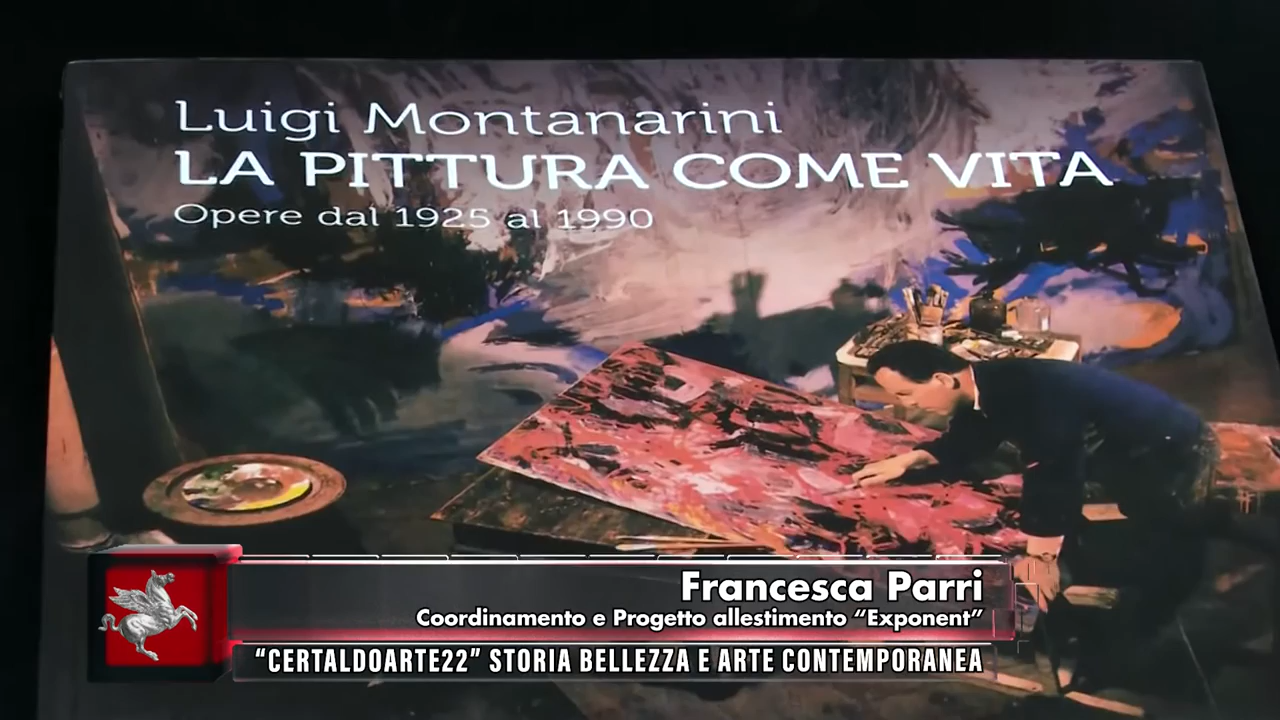 Luigi Montanarini
LA PITTURA COME VITA
Opere dal 1925 al 1990
Francesca Parri
Coordinamento e Progetto allestimento “Exponent”
“CERTALDOARTE22” STORIA BELLEZZA E ARTE CONTEMPORANEA